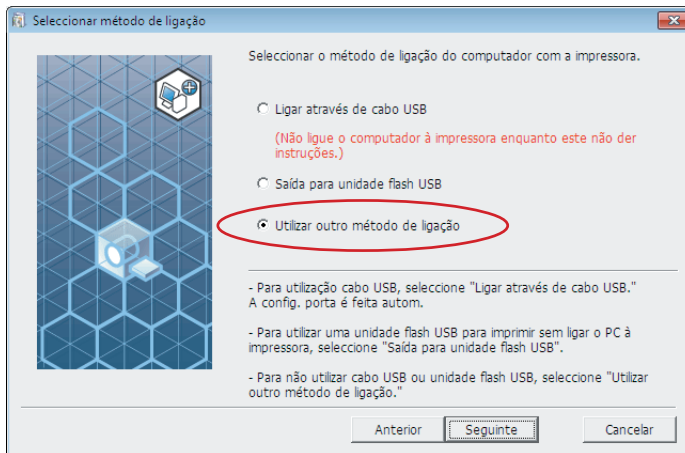 Seleccionar método de ligação
Seleccionar o método de ligação do computador com a impressora.
Ligar através de cabo USB
(Não ligue o computador à impressora enquanto este não der
instruções.)
Saída para unidade flash USB
Utilizar outro método de ligação
- Para utilização cabo USB, seleccione "Ligar através de cabo USB."
A config. porta é feita autom.
- Para utilizar uma unidade flash USB para imprimir sem ligar o PC à
impressora, seleccione "Saída para unidade flash USB".
- Para não utilizar cabo USB ou unidade flash USB, seleccione "Utilizar
outro método de ligação."
Anterior
Seguinte
Cancelar